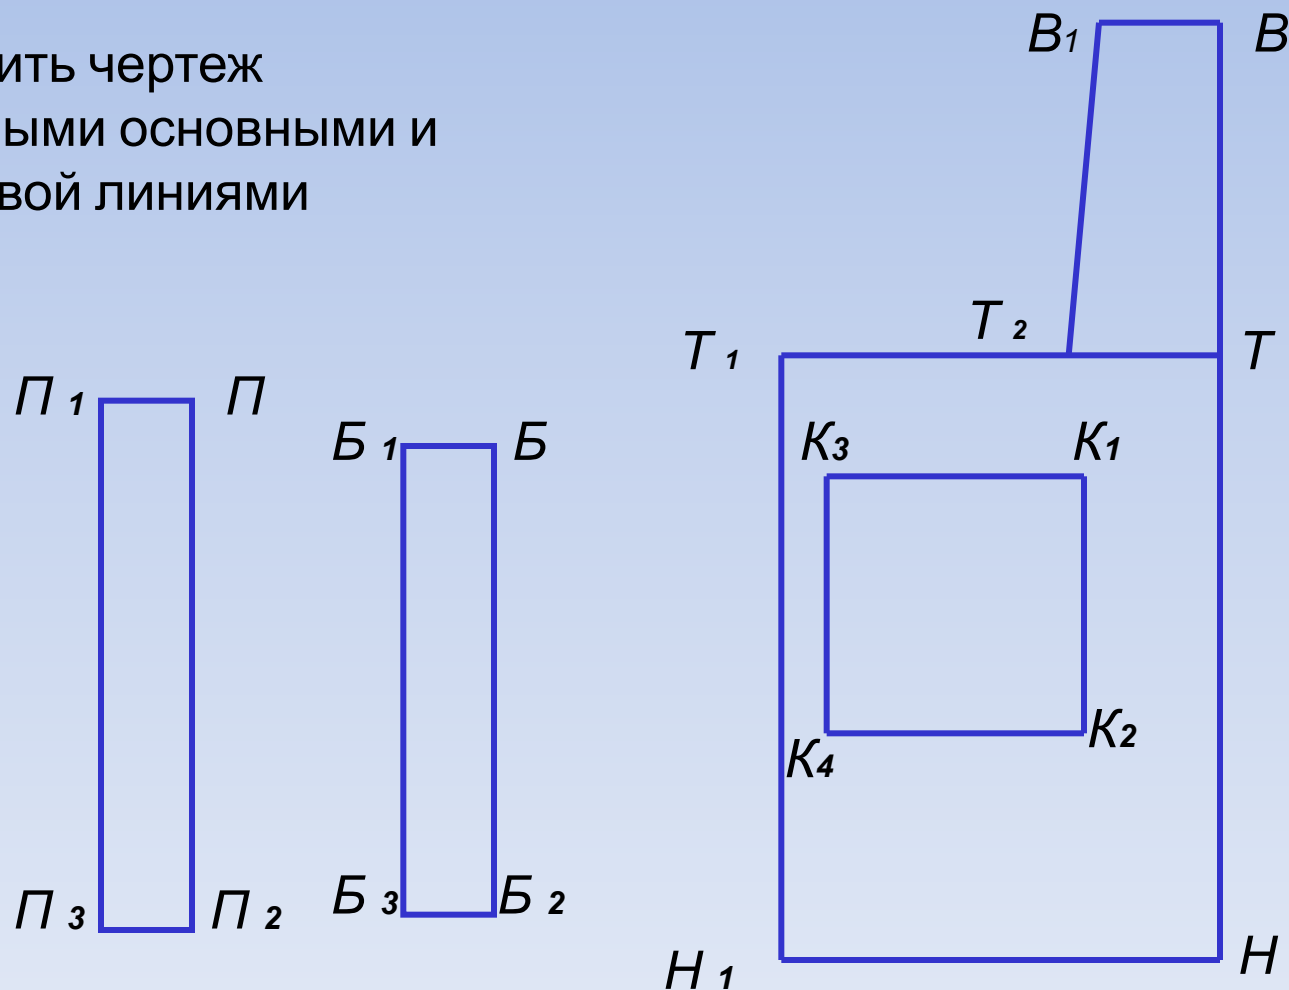 ить чертеж
ыми основными и
вой линиями
В1
В
Т 2
Т 1
Т
П 1
П
Б 1
Б
К3
К1
К2
К4
Б 3
Б 2
П 3
П 2
Н 1
Н